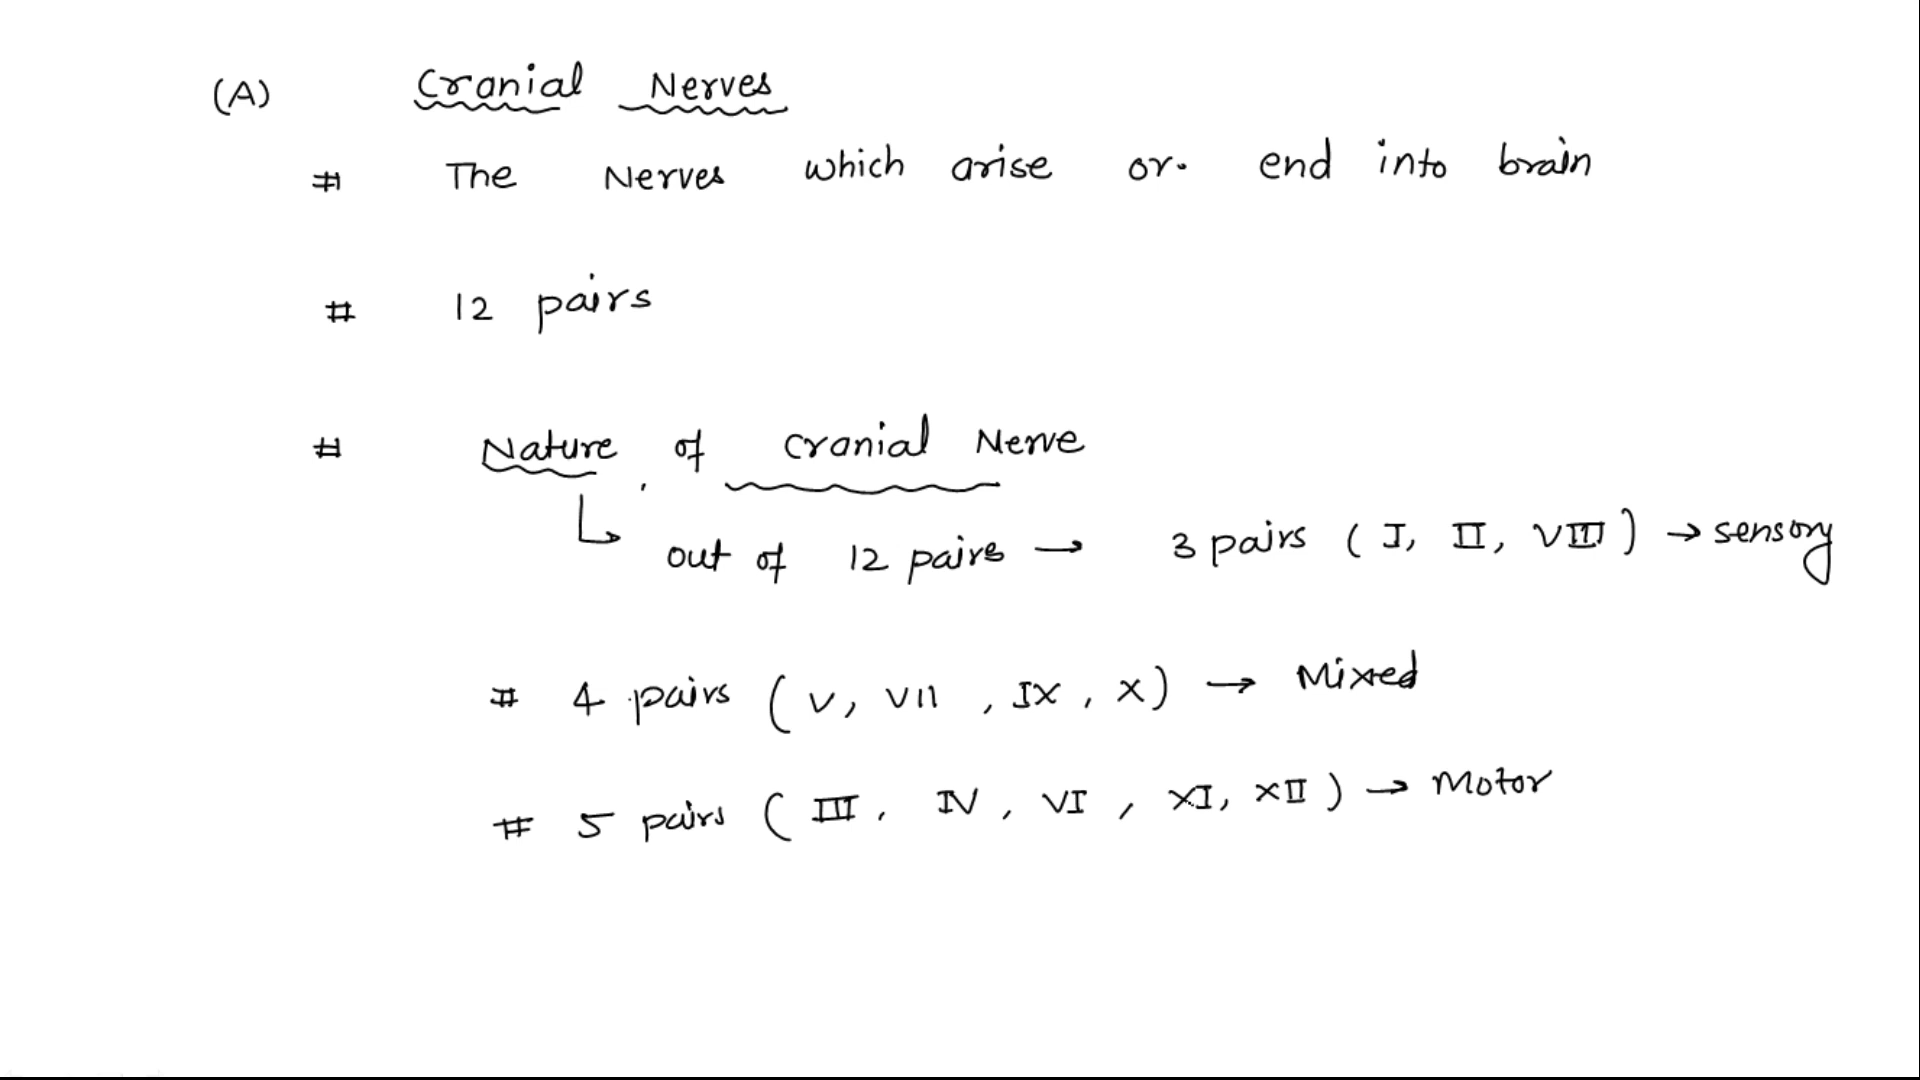 (A) Cranial Nerves
# The Nerves which arise or end into brain
# 12 pairs
# Nature of cranial Nerve
out of 12 pairs → 3 pairs ( I, II, VIII ) → sensory
# 4 pairs ( V, VII , IX , X ) → Mixed
# 5 pairs ( III , IV , VI , XI, XII ) → Motor